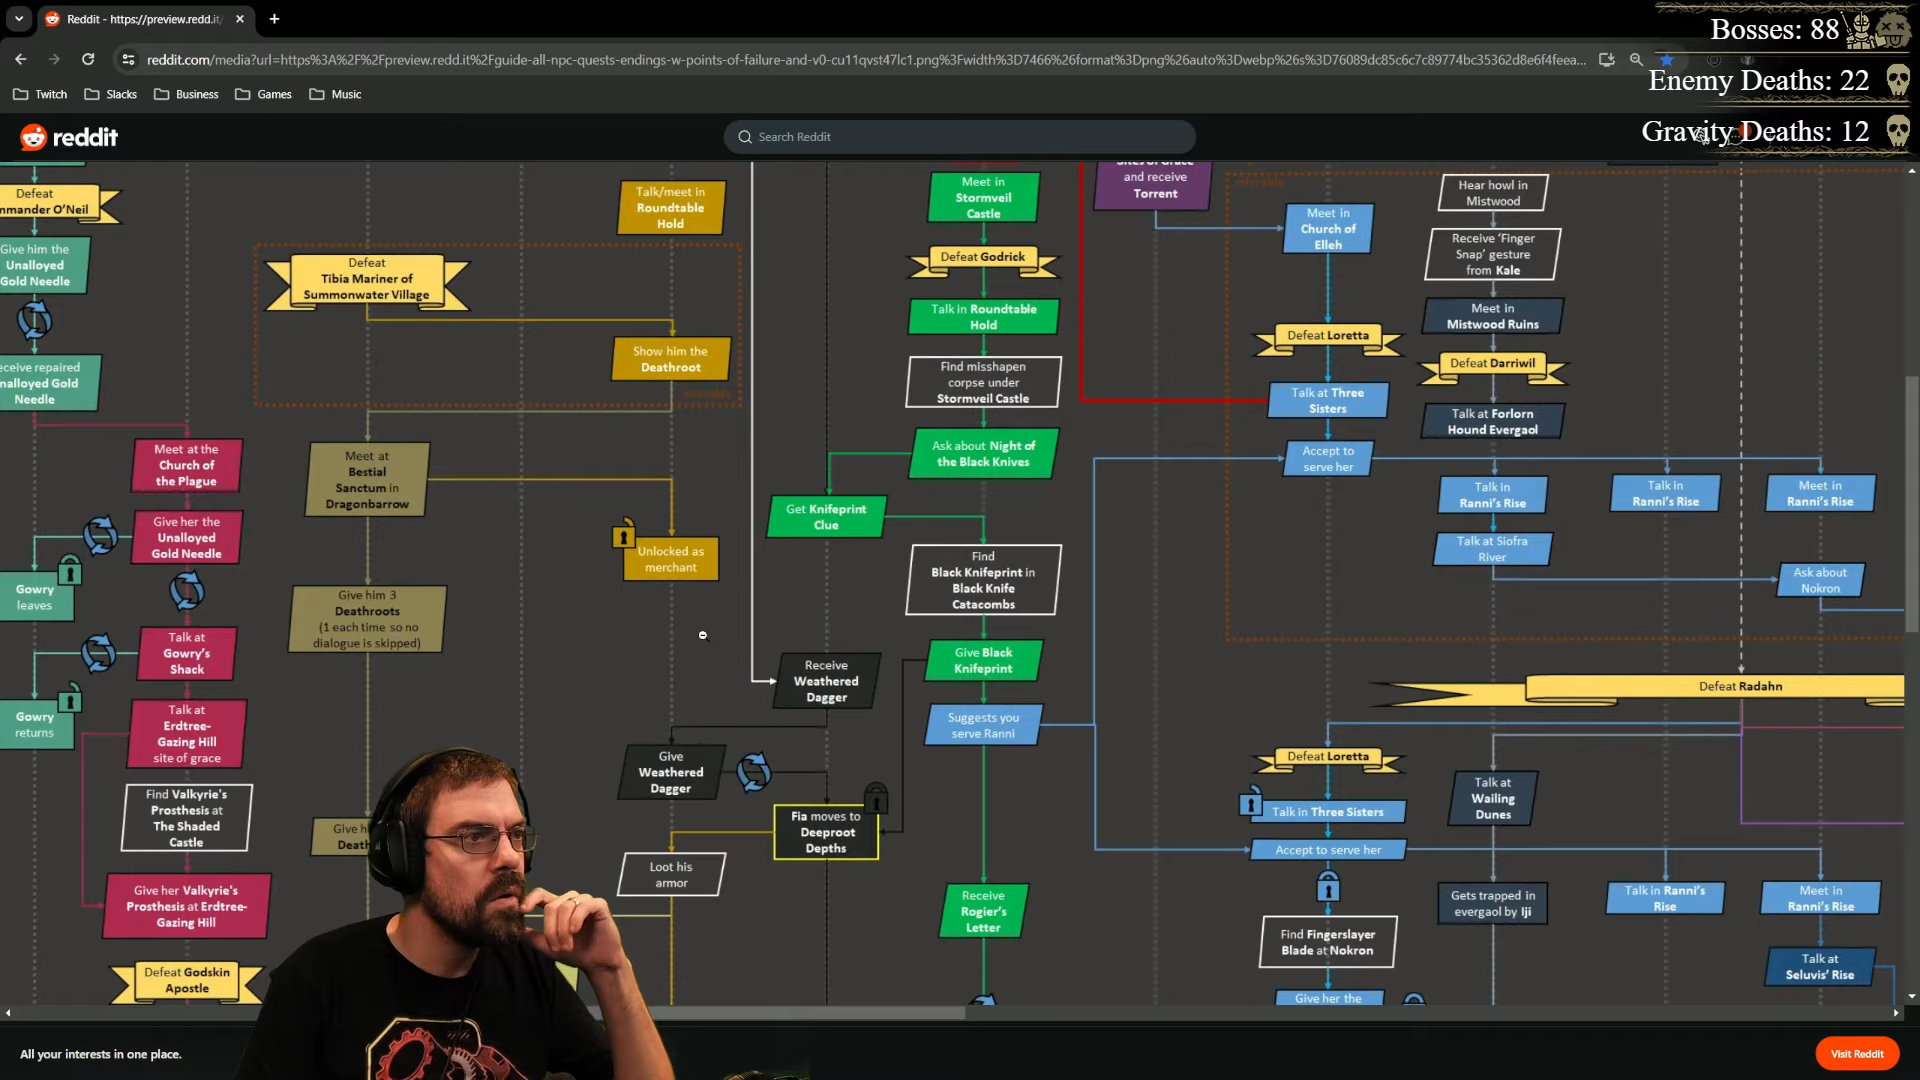 Reddit - https://preview.redd.it/
reddit.com/media?url=https%3A%2F%2Fpreview.redd.it%2Fguide-all-npc-quests-endings-w-points-of-failure-and-v0-cu11qvst47lc1.png%3Fwidth%3D7466%26format%3Dpng%26auto%3Dwebp%26s%3D76089dc85c6c7c89774bc35362d8e6f4feea...
Twitch
Slacks
Business
Games
Music
Bosses: 88
Enemy Deaths: 22
Gravity Deaths: 12
reddit
Search Reddit
Defeat
mmander O'Neil
Give him the
Unalloyed
Gold Needle
eceive repaired
nalloyed Gold
Needle
Meet at the
Church of
the Plague
Give her the
Unalloyed
Gold Needle
Gowry
leaves
Talk at
Gowry's
Shack
Gowry
returns
Talk at
Erdtree-
Gazing Hill
site of grace
Find Valkyrie's
Prosthesis at
The Shaded
Castle
Give her Valkyrie's
Prosthesis at Erdtree-
Gazing Hill
Defeat Godskin
Apostle
Talk/meet in
Roundtable
Hold
Defeat
Tibia Mariner of
Summonwater Village
Show him the
Deathroot
Meet at
Bestial
Sanctum in
Dragonbarrow
Unlocked as
merchant
Give him 3
Deathroots
(1 each time so no
dialogue is skipped)
Give h
Death
Receive
Weathered
Dagger
Give
Weathered
Dagger
Fia moves to
Deeproot
Depths
Loot his
armor
Meet in
Stormveil
Castle
Defeat Godrick
Talk in Roundtable
Hold
Find misshapen
corpse under
Stormveil Castle
Ask about Night of
the Black Knives
Get Knifeprint
Clue
Find
Black Knifeprint in
Black Knife
Catacombs
Give Black
Knifeprint
Suggests you
serve Ranni
Receive
Rogier's
Letter
Sites of Grace
and receive
Torrent
Meet in
Church of
Elleh
Defeat Loretta
Talk at Three
Sisters
Accept to
serve her
Hear howl in
Mistwood
Receive 'Finger
Snap' gesture
from Kale
Meet in
Mistwood Ruins
Defeat Darriwil
Talk at Forlorn
Hound Evergaol
Talk in
Ranni's Rise
Talk in
Ranni's Rise
Meet in
Ranni's Rise
Talk at Siofra
River
Ask about
Nokron
Defeat Radahn
Defeat Loretta
Talk in Three Sisters
Accept to serve her
Talk at
Wailing
Dunes
Gets trapped in
evergaol by Iji
Talk in Ranni's
Rise
Meet in
Ranni's Rise
Find Fingerslayer
Blade at Nokron
Talk at
Seluvis' Rise
Give her the
All your interests in one place.
Visit Reddit